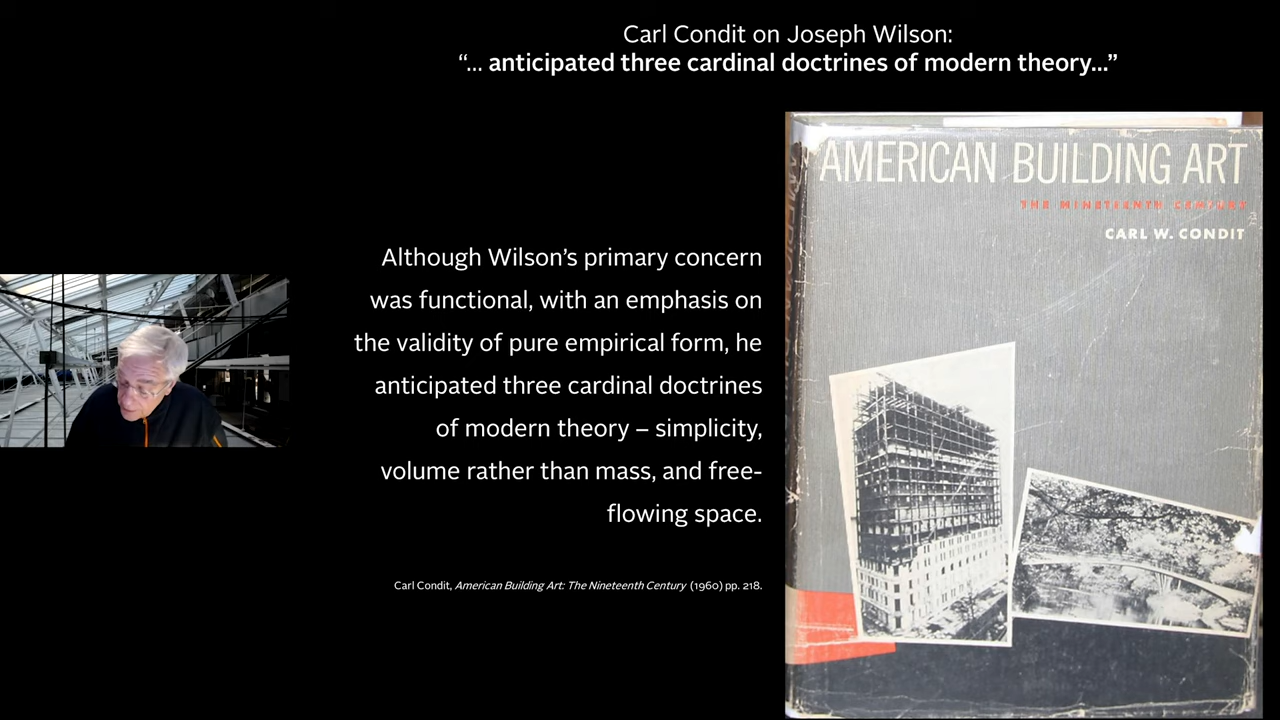 Carl Condit on Joseph Wilson:
“... anticipated three cardinal doctrines of modern theory...”
Although Wilson’s primary concern
was functional, with an emphasis on
the validity of pure empirical form, he
anticipated three cardinal doctrines
of modern theory – simplicity,
volume rather than mass, and free-
flowing space.
Carl Condit, American Building Art: The Nineteenth Century (1960) pp. 218.
AMERICAN BUILDING ART
THE NINETEENTH CENTURY
CARL W. CONDIT